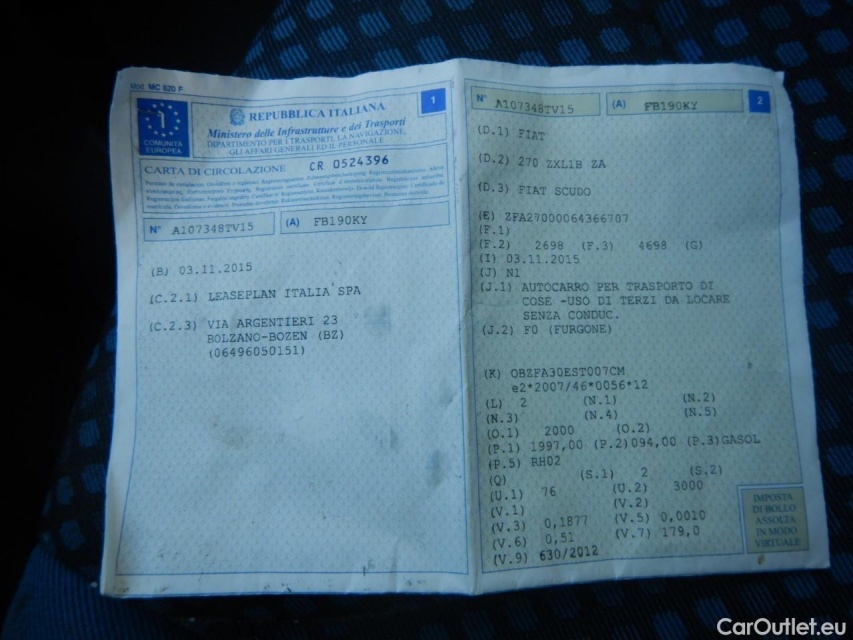 Mod. MC 820 F
COMUNITÀ
EUROPEA
REPUBBLICA ITALIANA
Ministero delle Infrastrutture e dei Trasporti
DIPARTIMENTO PER I TRASPORTI, LA NAVIGAZIONE,
GLI AFFARI GENERALI ED IL PERSONALE
1
CARTA DI CIRCOLAZIONE CR 0524396
N° A107348TV15 (A) FB190KY
(B) 03.11.2015
(C.2.1) LEASEPLAN ITALIA SPA
(C.2.3) VIA ARGENTIERI 23
BOLZANO-BOZEN (BZ)
(06496050151)
N° A107348TV15 (A) FB190KY 2
(D.1) FIAT
(D.2) 270 ZXL1B ZA
(D.3) FIAT SCUDO
(E) ZFA27000064366707
(F.1)
(F.2) 2698 (F.3) 4698 (G)
(I) 03.11.2015
(J) N1
(J.1) AUTOCARRO PER TRASPORTO DI
COSE -USO DI TERZI DA LOCARE
SENZA CONDUC.
(J.2) F0 (FURGONE)
(K) OBZFA30EST007CM
e2*2007/46*0056*12
(L) 2 (N.1) (N.2)
(N.3) (N.4) (N.5)
(O.1) 2000 (O.2)
(P.1) 1997,00 (P.2)094,00 (P.3)GASOL
(P.5) RH02
(Q) (S.1) 2 (S.2)
(U.1) 76 (U.2) 3000
(V.1) (V.2)
(V.3) 0,1877 (V.5) 0,0010
(V.6) 0,51 (V.7) 179,0
(V.9) 630/2012
IMPOSTA
DI BOLLO
ASSOLTA
IN MODO
VIRTUALE
CarOutlet.eu